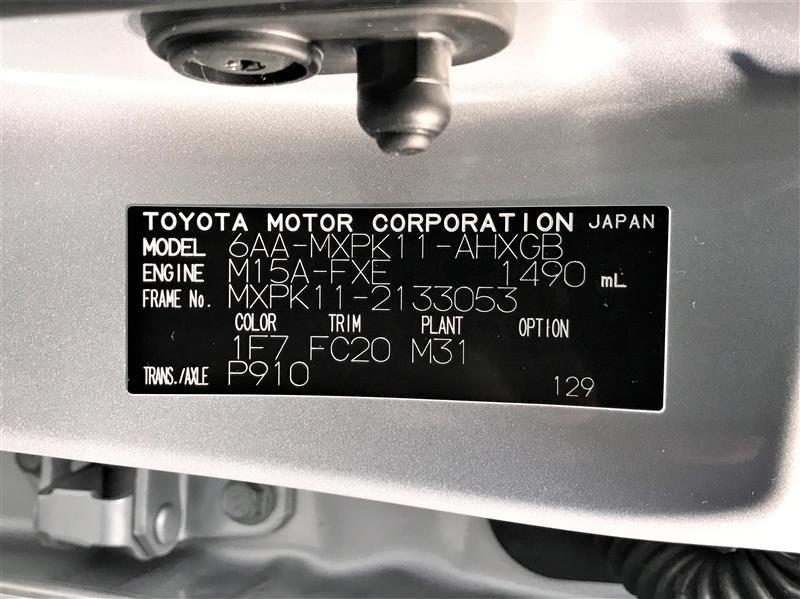 TOYOTA MOTOR CORPORATION JAPAN
MODEL 6AA-MXPK11-AHXGB
ENGINE M15A-FXE 1490 mL
FRAME No. MXPK11-2133053
COLOR TRIM PLANT OPTION
1F7 FC20 M31
TRANS./AXLE P910 129